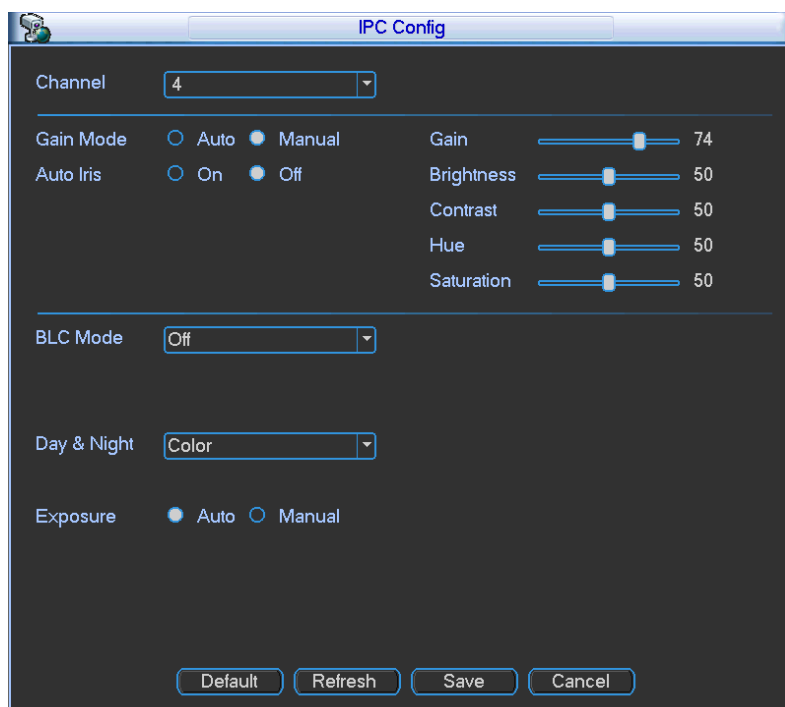 IPC Config
Channel 4
Gain Mode Auto Manual Gain 74
Auto Iris On Off Brightness 50
Contrast 50
Hue 50
Saturation 50
BLC Mode Off
Day & Night Color
Exposure Auto Manual
Default Refresh Save Cancel